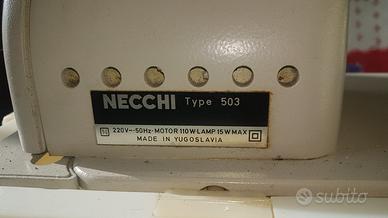 NECCHI Type 503
220V~-50Hz·MOTOR 110W LAMP 15W MAX
MADE IN YUGOSLAVIA
subito